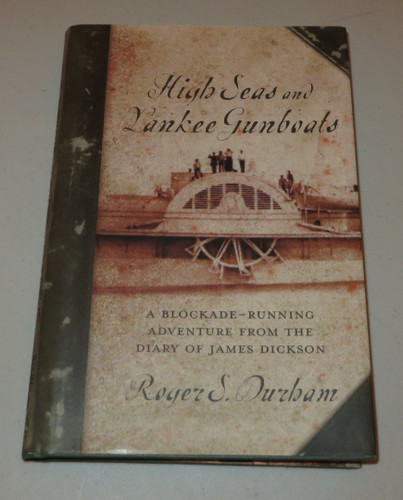 High Seas and
Yankee Gunboats
A BLOCKADE-RUNNING
ADVENTURE FROM THE
DIARY OF JAMES DICKSON
Roger S. Durham